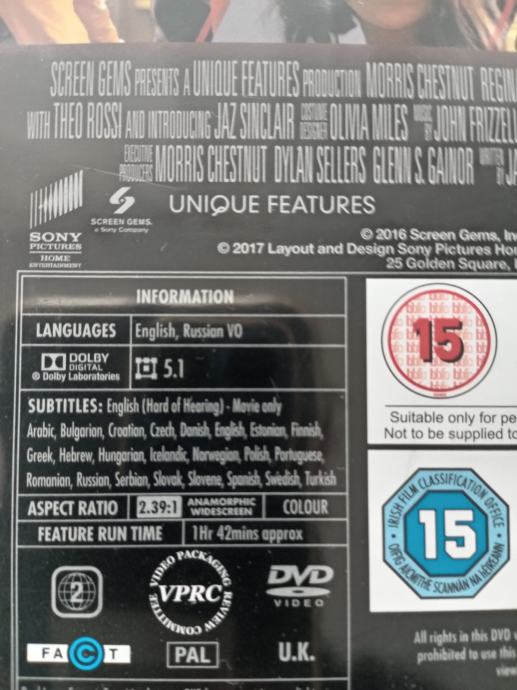 SCREEN GEMS PRESENTS A UNIQUE FEATURES PRODUCTION MORRIS CHESTNUT
WITH THEO ROSSI AND INTRODUCING JAZ SINCLAIR COSTUME DESIGNER OLIVIA MILES MUSIC BY JOHN
EXECUTIVE PRODUCERS MORRIS CHESTNUT DYLAN SELLERS GLENN S. GAINOR WRITTEN BY
SONY
PICTURES
HOME
ENTERTAINMENT
SCREEN GEMS.
a Sony Company
UNIQUE FEATURES
© 2016 Screen Gems,
© 2017 Layout and Design Sony Pictures
25 Golden Square,
INFORMATION
LANGUAGES English, Russian VO
DOLBY
DIGITAL
® Dolby Laboratories
5.1
SUBTITLES: English (Hard of Hearing) - Movie only
Arabic, Bulgarian, Croatian, Czech, Danish, English, Estonian, Finnish,
Greek, Hebrew, Hungarian, Icelandic, Norwegian, Polish, Portuguese,
Romanian, Russian, Serbian, Slovak, Slovene, Spanish, Swedish, Turkish
ASPECT RATIO 2.39:1 ANAMORPHIC WIDESCREEN COLOUR
FEATURE RUN TIME 1Hr 42mins approx
2
VIDEO PACKAGING REVIEW COMMITTEE
VPRC
DVD
VIDEO
FACT
PAL
U.K.
15
Suitable only for
Not to be supplied
IRISH FILM CLASSIFICATION OFFICE
15
OIFIG AICMITHE SCANNÁN NA HÉIREANN
All rights in this DVD
prohibited to use this